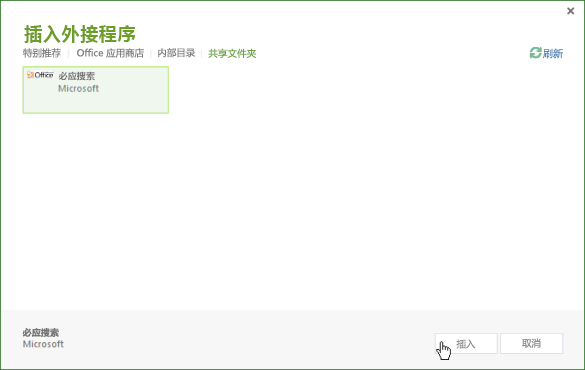 插入外接程序
特别推荐 Office 应用商店 内部目录 共享文件夹 刷新
Office 必应搜索
Microsoft
必应搜索
Microsoft
插入 取消